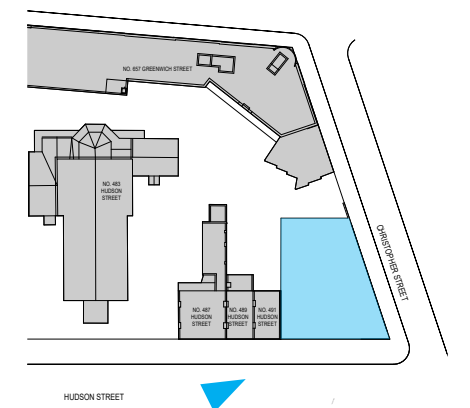 NO. 657 GREENWICH STREET
NO. 483
HUDSON
STREET
CHRISTOPHER STREET
NO. 487
HUDSON
STREET
NO. 489
HUDSON
STREET
NO. 491
HUDSON
STREET
HUDSON STREET